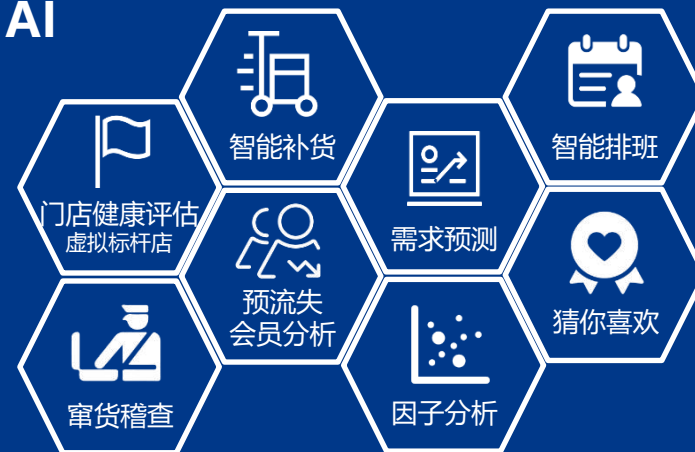 AI
智能补货
智能排班
门店健康评估
虚拟标杆店
需求预测
预流失
会员分析
猜你喜欢
窜货稽查
因子分析